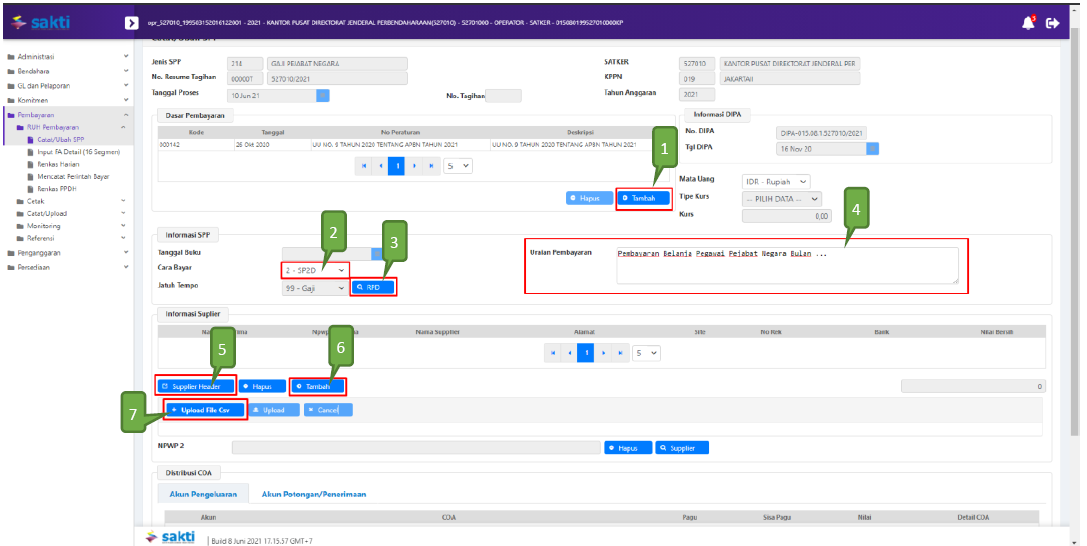 sakti
opr_527010_199503152016122001 - 2021 - KANTOR PUSAT DIREKTORAT JENDERAL PERBENDAHARAAN(527010) - 52701000 - OPERATOR - SATKER - 015080199527010000KP
5
Administrasi
Bendahara
GL dan Pelaporan
Komitmen
Pembayaran
RUH Pembayaran
Catat/Ubah SPP
Input FA Detail (16 Segmen)
Renkas Harian
Mencatat Perintah Bayar
Renkas PPDH
Cetak
Catat/Upload
Monitoring
Referensi
Penganggaran
Persediaan
Catat/Ubah SPP
Jenis SPP 214 GAJI PEJABAT NEGARA
No. Resume Tagihan 00000T 527010/2021
Tanggal Proses 10 Jun 21 No. Tagihan
SATKER 527010 KANTOR PUSAT DIREKTORAT JENDERAL PER
KPPN 019 JAKARTA II
Tahun Anggaran 2021
Dasar Pembayaran
Kode Tanggal No Peraturan Deskripsi
003142 26 Okt 2020 UU NO. 9 TAHUN 2020 TENTANG APBN TAHUN 2021 UU NO. 9 TAHUN 2020 TENTANG APBN TAHUN 2021
1 5
Hapus Tambah
1
Informasi DIPA
No. DIPA DIPA-015.08.1.527010/2021
Tgl DIPA 16 Nov 20
Mata Uang IDR - Rupiah
Tipe Kurs -- PILIH DATA --
Kurs 0,00
4
Informasi SPP
2
3
Tanggal Buku
Cara Bayar 2 - SP2D
Jatuh Tempo 99 - Gaji RPD
Uraian Pembayaran Pembayaran Belanja Pegawai Pejabat Negara Bulan ...
Informasi Suplier
Nama Supplier Alamat Site No Rek Bank Nilai Bersih
1 5
5
6
Supplier Header Hapus Tambah 0
7
+ Upload File Csv Upload Cancel
NPWP 2 Hapus Supplier
Distribusi COA
Akun Pengeluaran Akun Potongan/Penerimaan
Akun COA Pagu Sisa Pagu Nilai Detail COA
sakti Build 8 Juni 2021 17.15.57 GMT+7